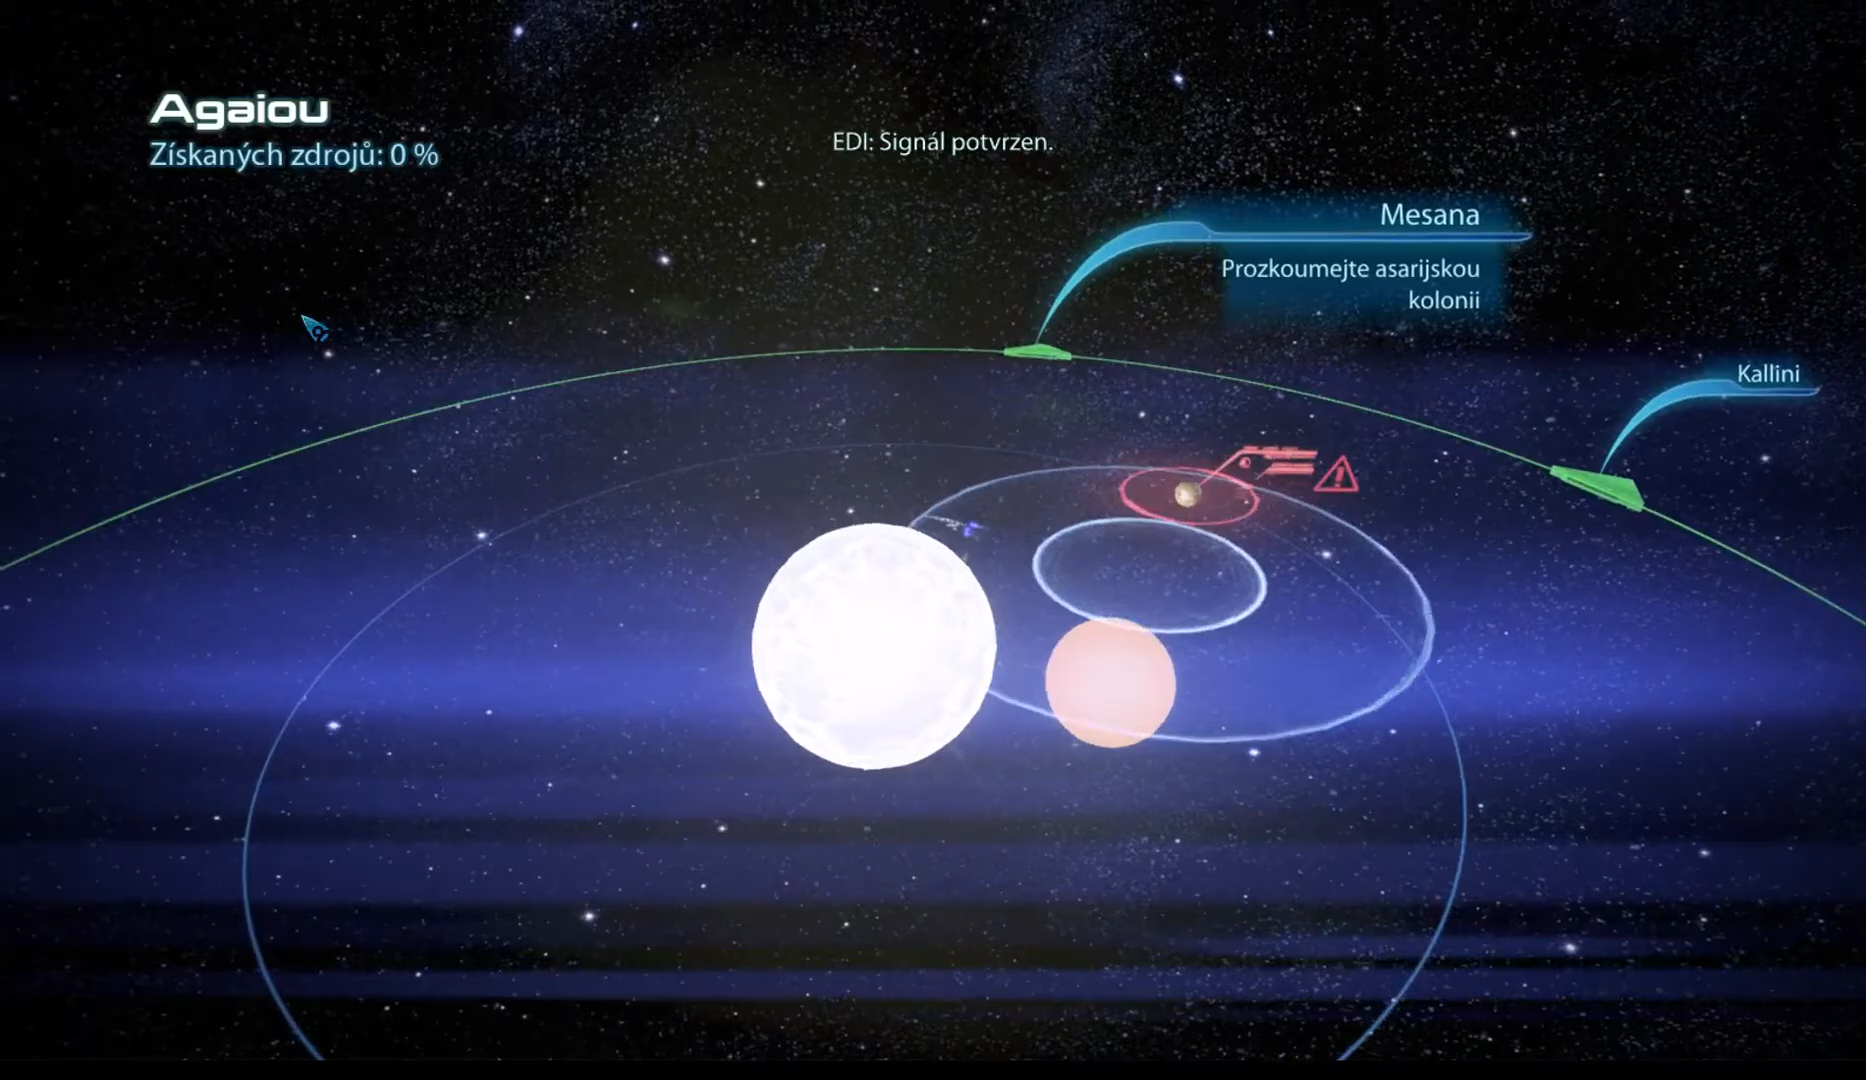 Agaiou
Získaných zdrojů: 0 %
EDI: Signál potvrzen.
Mesana
Prozkoumejte asarijskou
kolonii
Kallini